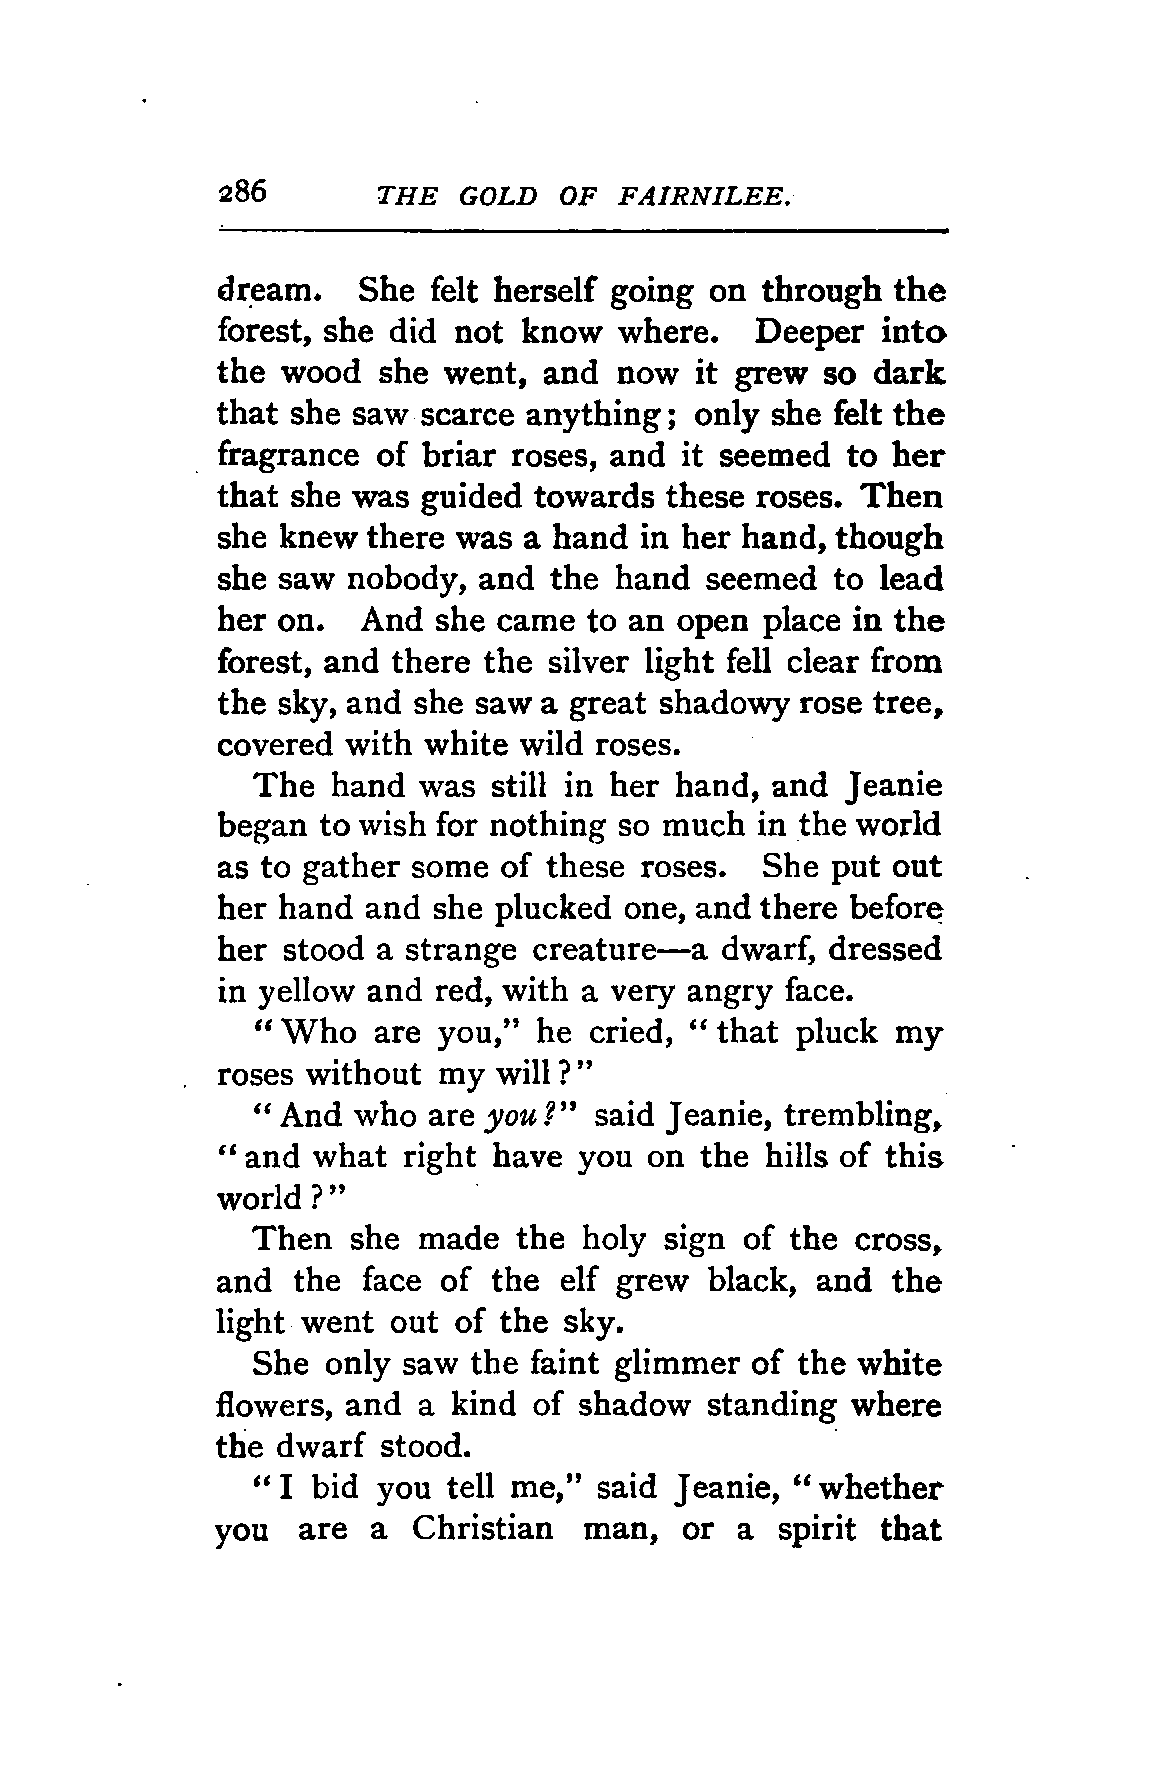 286 THE GOLD OF FAIRNILEE.
dream. She felt herself going on through the
forest, she did not know where. Deeper into
the wood she went, and now it grew so dark
that she saw scarce anything; only she felt the
fragrance of briar roses, and it seemed to her
that she was guided towards these roses. Then
she knew there was a hand in her hand, though
she saw nobody, and the hand seemed to lead
her on. And she came to an open place in the
forest, and there the silver light fell clear from
the sky, and she saw a great shadowy rose tree,
covered with white wild roses.
The hand was still in her hand, and Jeanie
began to wish for nothing so much in the world
as to gather some of these roses. She put out
her hand and she plucked one, and there before
her stood a strange creature—a dwarf, dressed
in yellow and red, with a very angry face.
"Who are you," he cried, "that pluck my
roses without my will?"
"And who are you?" said Jeanie, trembling,
"and what right have you on the hills of this
world?"
Then she made the holy sign of the cross,
and the face of the elf grew black, and the
light went out of the sky.
She only saw the faint glimmer of the white
flowers, and a kind of shadow standing where
the dwarf stood.
"I bid you tell me," said Jeanie, "whether
you are a Christian man, or a spirit that